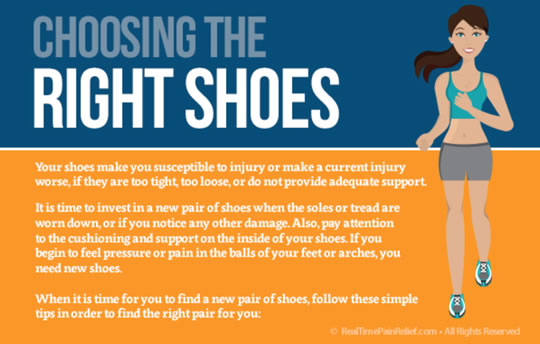 CHOOSING THE
RIGHT SHOES
Your shoes make you susceptible to injury or make a current injury
worse, if they are too tight, too loose, or do not provide adequate support.
It is time to invest in a new pair of shoes when the soles or tread are
worn down, or if you notice any other damage. Also, pay attention
to the cushioning and support on the inside of your shoes. If you
begin to feel pressure or pain in the balls of your feet or arches, you
need new shoes.
When it is time for you to find a new pair of shoes, follow these simple
tips in order to find the right pair for you:
© RealTimePainRelief.com • All Rights Reserved